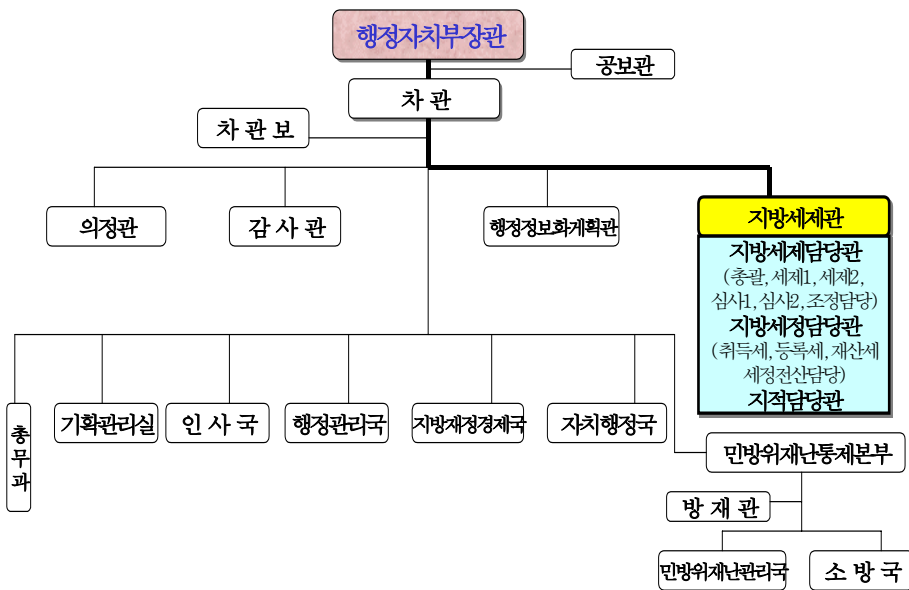 행정자치부장관
공보관
차 관
차 관 보
의정관
감 사 관
행정정보화계획관
지방세제관
지방세제담당관
(총괄, 세제1, 세제2,
심사1, 심사2, 조정담당)
지방세정담당관
(취득세, 등록세, 재산세
세정전산담당)
지적담당관
총
무
과
기획관리실
인 사 국
행정관리국
지방재정경제국
자치행정국
민방위재난통제본부
방 재 관
민방위재난관리국
소 방 국